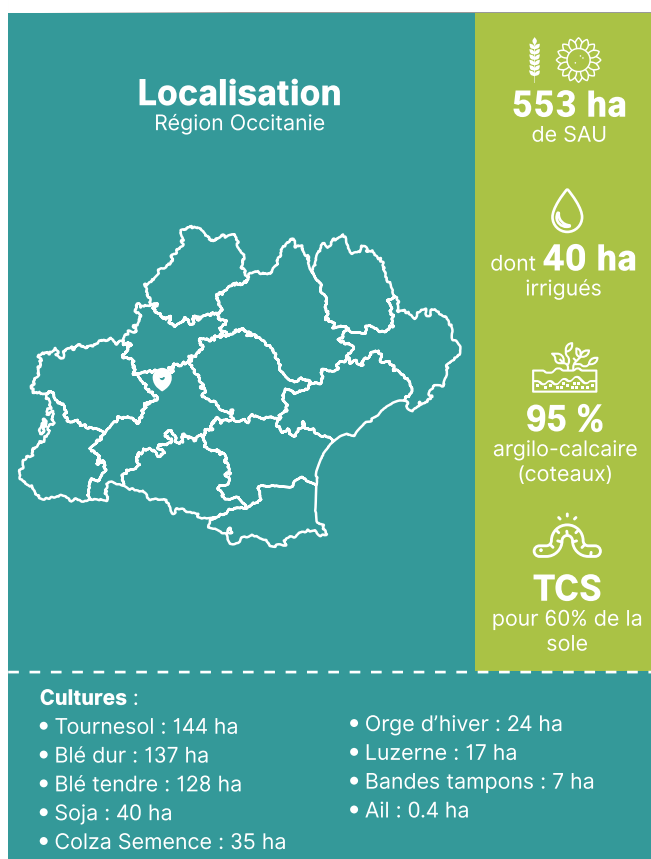 Localisation
Région Occitanie
553 ha
de SAU
dont 40 ha
irrigués
95 %
argilo-calcaire
(coteaux)
TCS
pour 60% de la
sole
Cultures :
• Tournesol : 144 ha
• Blé dur : 137 ha
• Blé tendre : 128 ha
• Soja : 40 ha
• Colza Semence : 35 ha
• Orge d’hiver : 24 ha
• Luzerne : 17 ha
• Bandes tampons : 7 ha
• Ail : 0.4 ha